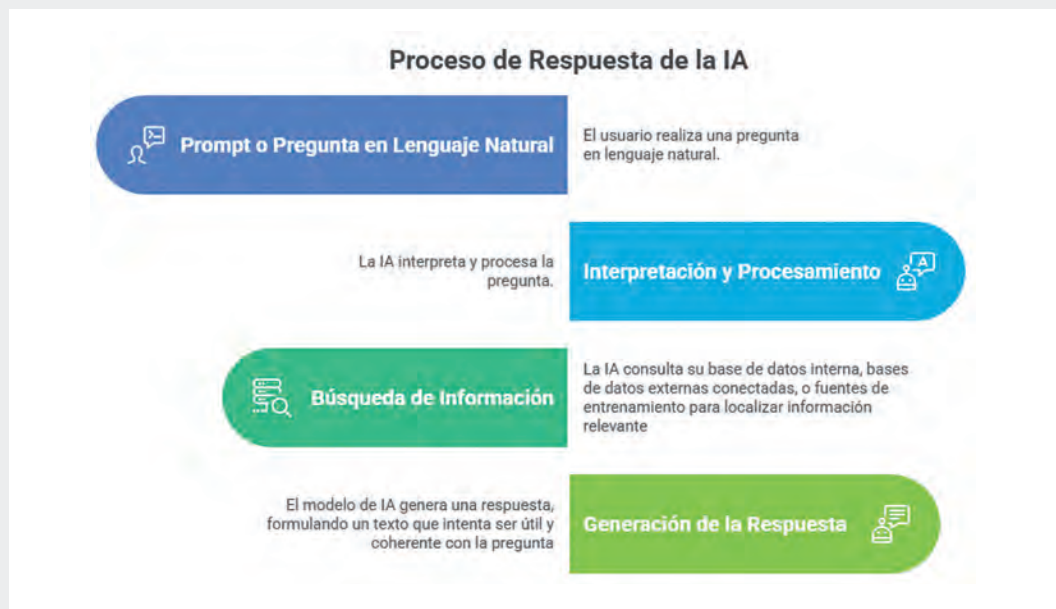 Proceso de Respuesta de la IA
Prompt o Pregunta en Lenguaje Natural
El usuario realiza una pregunta
en lenguaje natural.
La IA interpreta y procesa la
pregunta.
Interpretación y Procesamiento
A
Búsqueda de Información
La IA consulta su base de datos interna, bases
de datos externas conectadas, o fuentes de
entrenamiento para localizar información
relevante
El modelo de IA genera una respuesta,
formulando un texto que intenta ser útil y
coherente con la pregunta
Generación de la Respuesta